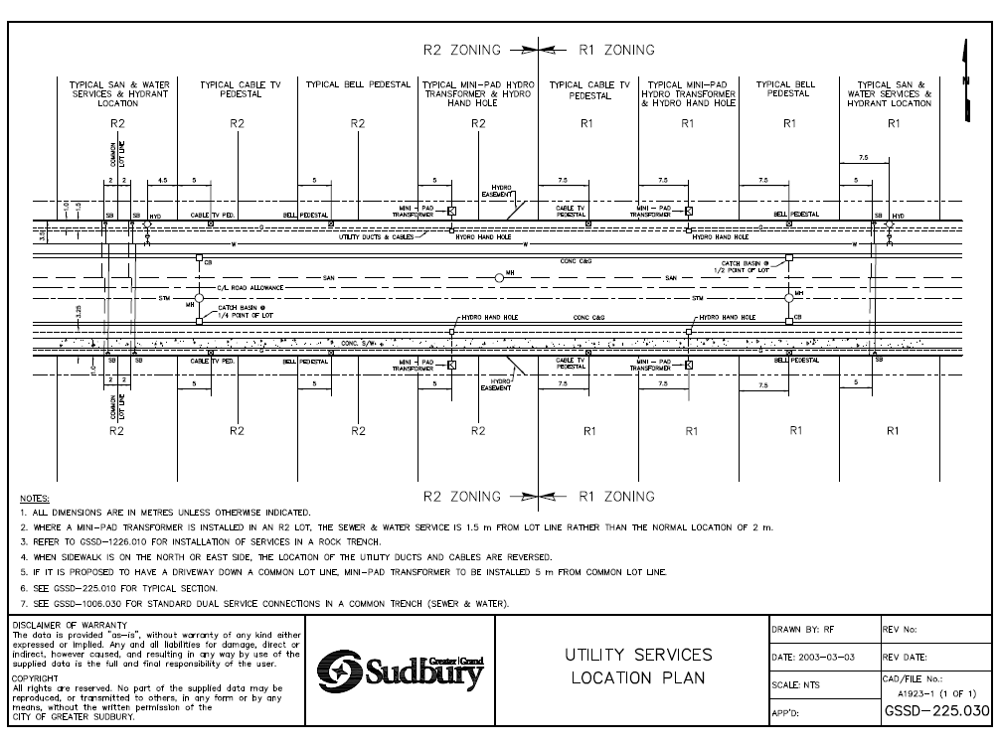 R2 ZONING R1 ZONING
N
TYPICAL SAN & WATER
SERVICES & HYDRANT
LOCATION
R2
TYPICAL CABLE TV
PEDESTAL
R2
TYPICAL BELL PEDESTAL
R2
TYPICAL MINI-PAD HYDRO
TRANSFORMER & HYDRO
HAND HOLE
R2
TYPICAL CABLE TV
PEDESTAL
R1
TYPICAL MINI-PAD
HYDRO TRANSFORMER
& HYDRO HAND HOLE
R1
TYPICAL BELL
PEDESTAL
R1
TYPICAL SAN &
WATER SERVICES &
HYDRANT LOCATION
R1
COMMON
LOT LINE
7.5
2 2 4.5 5 5 5 7.5 7.5 7.5 5
HYDRO
EASEMENT
1.0
1.5
3.5
SB SB HYD CABLE TV PED. BELL PEDESTAL
MINI - PAD
TRANSFORMER
CABLE TV
PEDESTAL
MINI - PAD
TRANSFORMER
BELL PEDESTAL
SB HYD
G G
UTILITY DUCTS & CABLES HYDRO HAND HOLE HYDRO HAND HOLE
W W W
CB
CONC C&G
CATCH BASIN @
1/2 POINT OF LOT
SAN MH SAN
C/L ROAD ALLOWANCE
STM MH STM MH
3.25
CATCH BASIN @
1/4 POINT OF LOT
HYDRO HAND HOLE CONC C&G HYDRO HAND HOLE CB
CONC. S/W
G G
SB SB CABLE TV PED. BELL PEDESTAL
MINI - PAD
TRANSFORMER
CABLE TV
PEDESTAL
MINI - PAD
TRANSFORMER
BELL PEDESTAL
SB
1.0
HYDRO
EASEMENT
2 2 5 5 5 7.5 7.5 7.5 5
COMMON
LOT LINE
R2 R2 R2 R2 R1 R1 R1 R1
R2 ZONING R1 ZONING
NOTES:
1. ALL DIMENSIONS ARE IN METRES UNLESS OTHERWISE INDICATED.
2. WHERE A MINI-PAD TRANSFORMER IS INSTALLED IN AN R2 LOT, THE SEWER & WATER SERVICE IS 1.5 m FROM LOT LINE RATHER THAN THE NORMAL LOCATION OF 2 m.
3. REFER TO GSSD-1226.010 FOR INSTALLATION OF SERVICES IN A ROCK TRENCH.
4. WHEN SIDEWALK IS ON THE NORTH OR EAST SIDE, THE LOCATION OF THE UTILITY DUCTS AND CABLES ARE REVERSED.
5. IF IT IS PROPOSED TO HAVE A DRIVEWAY DOWN A COMMON LOT LINE, MINI-PAD TRANSFORMER TO BE INSTALLED 5 m FROM COMMON LOT LINE.
6. SEE GSSD-225.010 FOR TYPICAL SECTION.
7. SEE GSSD-1006.030 FOR STANDARD DUAL SERVICE CONNECTIONS IN A COMMON TRENCH (SEWER & WATER).
DISCLAIMER OF WARRANTY
The data is provided "as-is", without warranty of any kind either
expressed or implied. Any and all liabilities for damage, direct or
indirect, however caused, and resulting in any way by use of the
supplied data is the full and final responsibility of the user.
COPYRIGHT
All rights are reserved. No part of the supplied data may be
reproduced, or transmitted to others, in any form or by any
means, without the written permission of the
CITY OF GREATER SUDBURY.
Greater | Grand
Sudbury
UTILITY SERVICES
LOCATION PLAN
DRAWN BY: RF
DATE: 2003-03-03
SCALE: NTS
APP'D:
REV No:
REV DATE:
CAD/FILE No.:
A1923-1 (1 OF 1)
GSSD-225.030